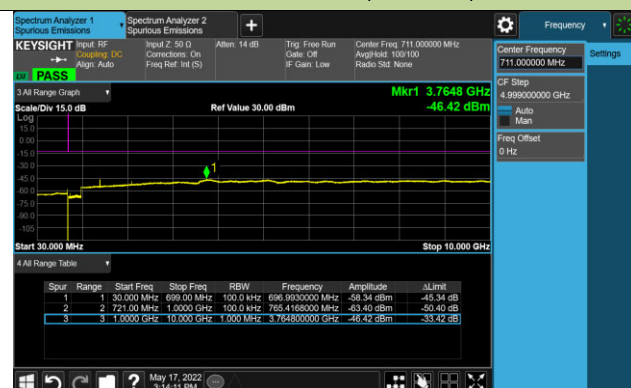 Spectrum Analyzer 1
Spurious Emissions
Spectrum Analyzer 2
Spurious Emissions
Frequency
KEYSIGHT
Input: RF
Coupling: DC
Align: Auto
Input Z: 50 Ω
Corrections: On
Freq Ref: Int (S)
Atten: 14 dB
Trig: Free Run
Gate: Off
IF Gain: Low
Center Freq: 711.000000 MHz
Avg|Hold: 100/100
Radio Std: None
PASS
Center Frequency
711.000000 MHz
Settings
CF Step
4.999000000 GHz
Auto
Man
Freq Offset
0 Hz
3 All Range Graph
Mkr1 3.7648 GHz
Scale/Div 15.0 dB
Ref Value 30.00 dBm
-46.42 dBm
Log
15.0
0.00
-15.0
-30.0
-45.0
-60.0
-75.0
-90.0
-105
1
Start 30.000 MHz
Stop 10.000 GHz
4 All Range Table
Spur Range Start Freq Stop Freq RBW Frequency Amplitude ΔLimit
1 1 30.000 MHz 699.00 MHz 100.0 kHz 696.9930000 MHz -58.34 dBm -45.34 dB
2 2 721.00 MHz 1.0000 GHz 100.0 kHz 765.4168000 MHz -63.40 dBm -50.40 dB
3 3 1.0000 GHz 10.000 GHz 1.000 MHz 3.764800000 GHz -46.42 dBm -33.42 dB
May 17, 2022
3:14:11 PM